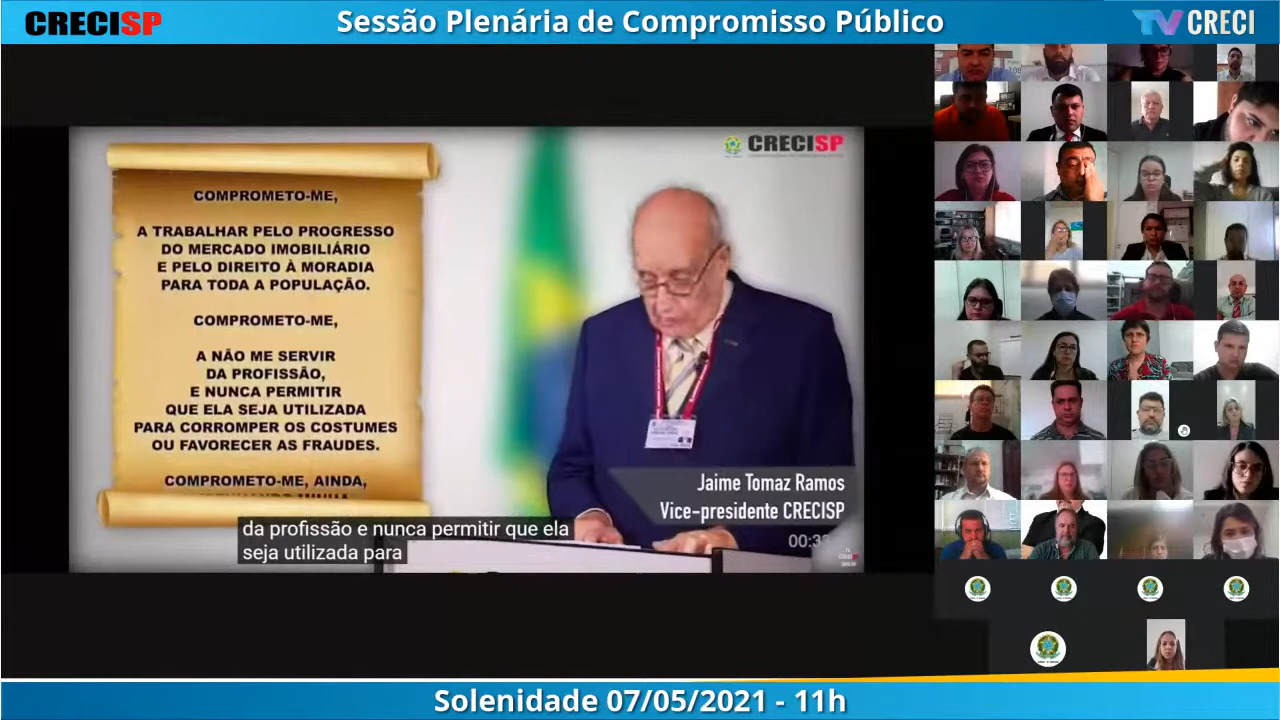 CRECISP
Sessão Plenária de Compromisso Público
TV CRECI
CRECISP
COMPROMETO-ME,
A TRABALHAR PELO PROGRESSO
DO MERCADO IMOBILIÁRIO
E PELO DIREITO À MORADIA
PARA TODA A POPULAÇÃO.
COMPROMETO-ME,
A NÃO ME SERVIR
DA PROFISSÃO,
E NUNCA PERMITIR
QUE ELA SEJA UTILIZADA
PARA CORROMPER OS COSTUMES
OU FAVORECER AS FRAUDES.
COMPROMETO-ME, AINDA,
Jaime Tomaz Ramos
Vice-presidente CRECISP
da profissão e nunca permitir que ela
seja utilizada para
Solenidade 07/05/2021 - 11h